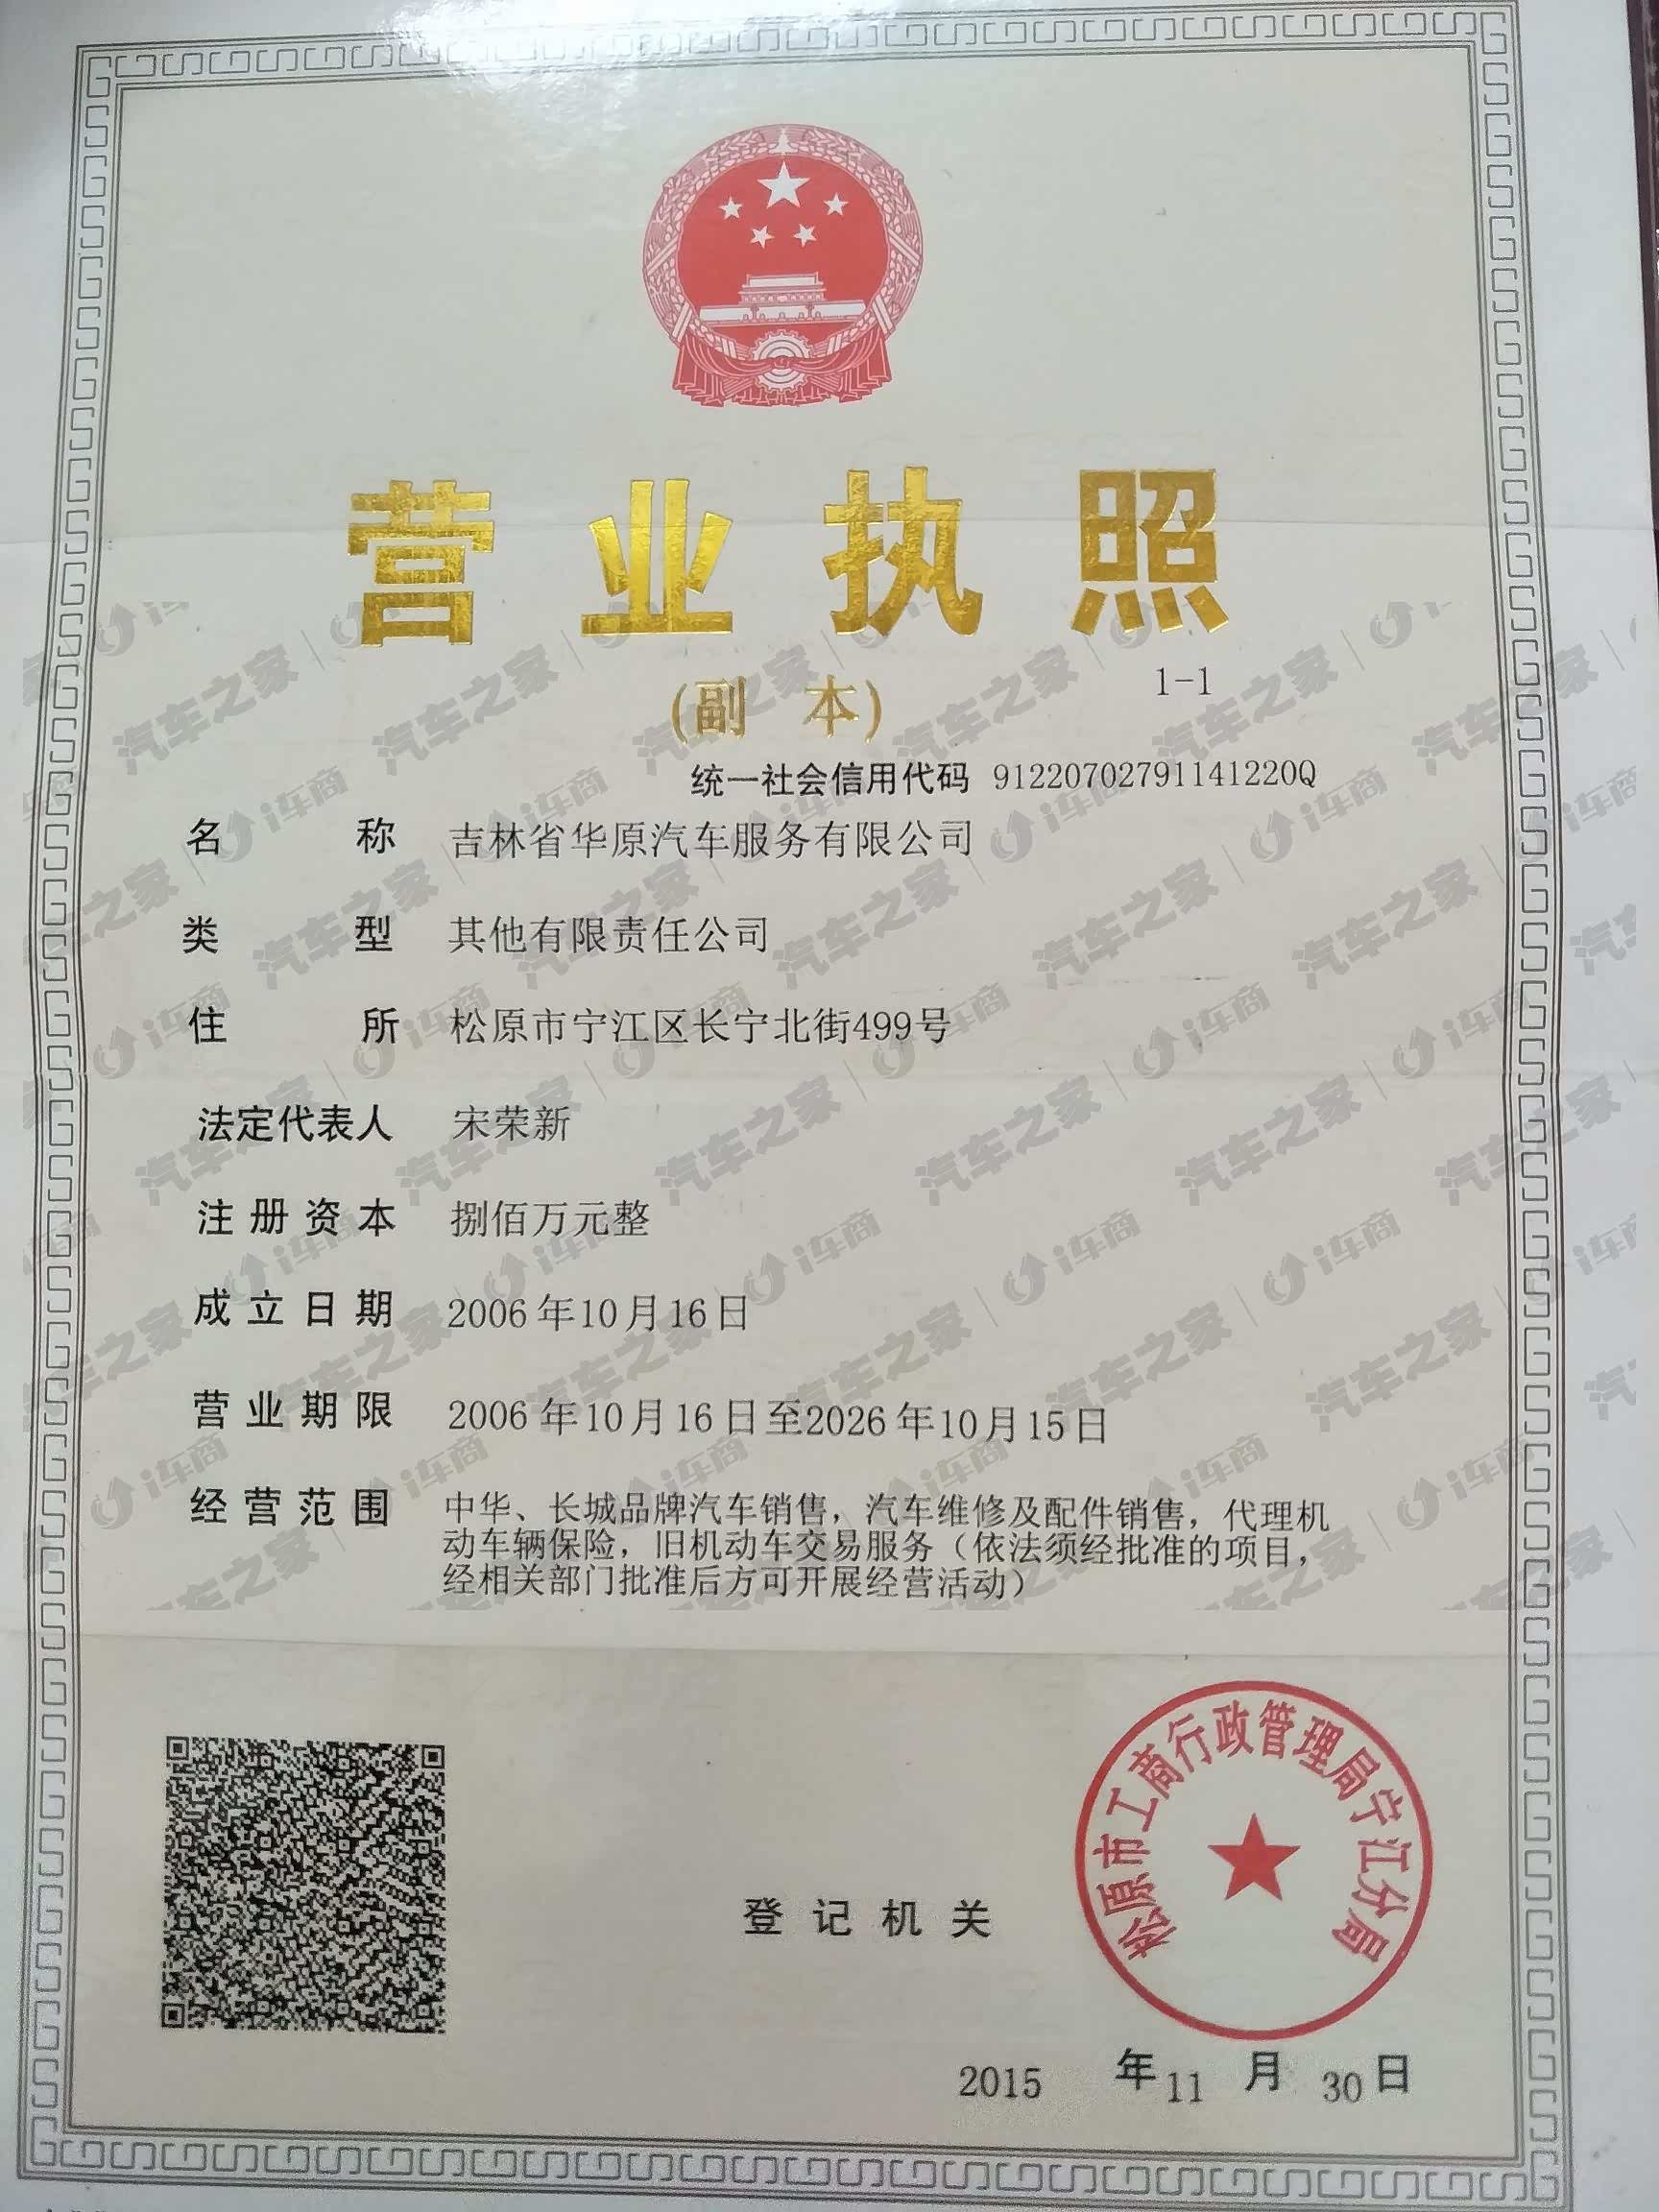 营业执照
(副 本)
1-1
统一社会信用代码 91220702791141220Q
名 称 吉林省华原汽车服务有限公司
类 型 其他有限责任公司
住 所 松原市宁江区长宁北街499号
法定代表人 宋荣新
注册资本 捌佰万元整
成立日期 2006年10月16日
营业期限 2006年10月16日至2026年10月15日
经营范围 中华、长城品牌汽车销售，汽车维修及配件销售，代理机
动车辆保险，旧机动车交易服务（依法须经批准的项目，
经相关部门批准后方可开展经营活动）
松原市工商行政管理局宁江分局
登记机关
2015 年 11 月 30 日
汽车之家 | i车商